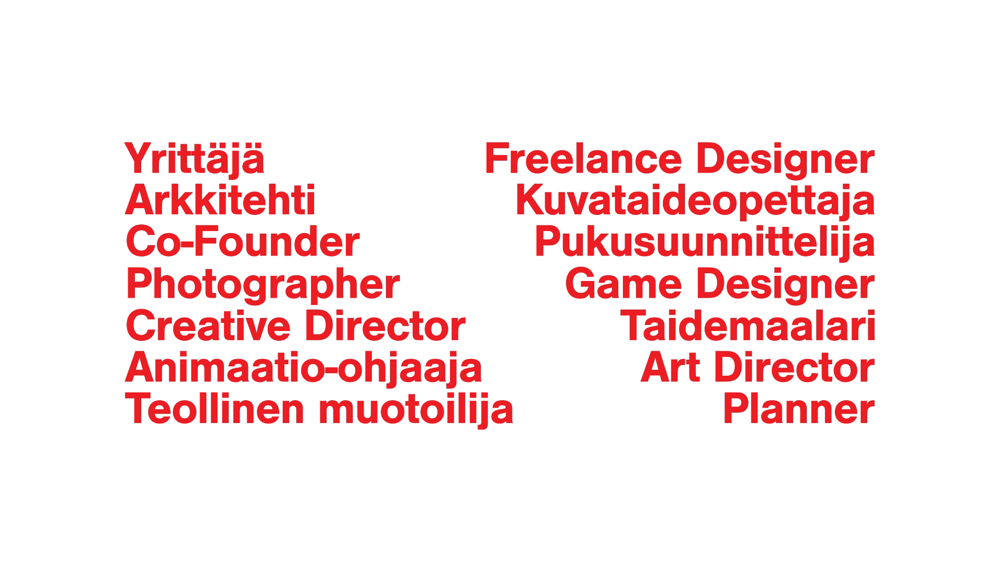 Yrittäjä
Arkkitehti
Co-Founder
Photographer
Creative Director
Animaatio-ohjaaja
Teollinen muotoilija
Freelance Designer
Kuvataideopettaja
Pukusuunnittelija
Game Designer
Taidemaalari
Art Director
Planner